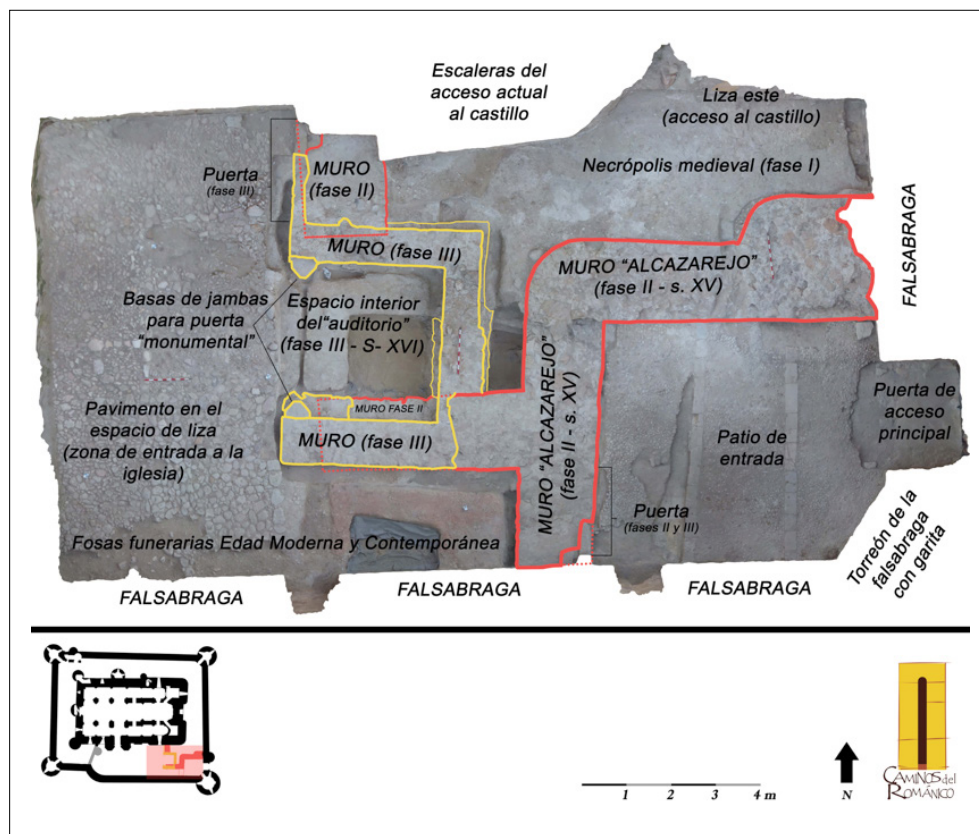 Escaleras del
acceso actual
al castillo
Liza este
(acceso al castillo)
Necrópolis medieval (fase I)
Puerta
(fase III)
MURO
(fase II)
MURO (fase III)
MURO "ALCAZAREJO"
(fase II - s. XV)
FALSABRAGA
Basas de jambas
para puerta
"monumental"
Espacio interior
del"auditorio"
(fase III - S- XVI)
MURO FASE II
MURO (fase III)
MURO "ALCAZAREJO"
(fase II - s. XV)
Pavimento en el
espacio de liza
(zona de entrada a la
iglesia)
Patio de
entrada
Puerta de
acceso
principal
Puerta
(fases II y III)
Fosas funerarias Edad Moderna y Contemporánea
Torreón de la
falsabraga
con garita
FALSABRAGA
FALSABRAGA
FALSABRAGA
1 2 3 4 m
N
CAMINOS del
ROMÁNICO